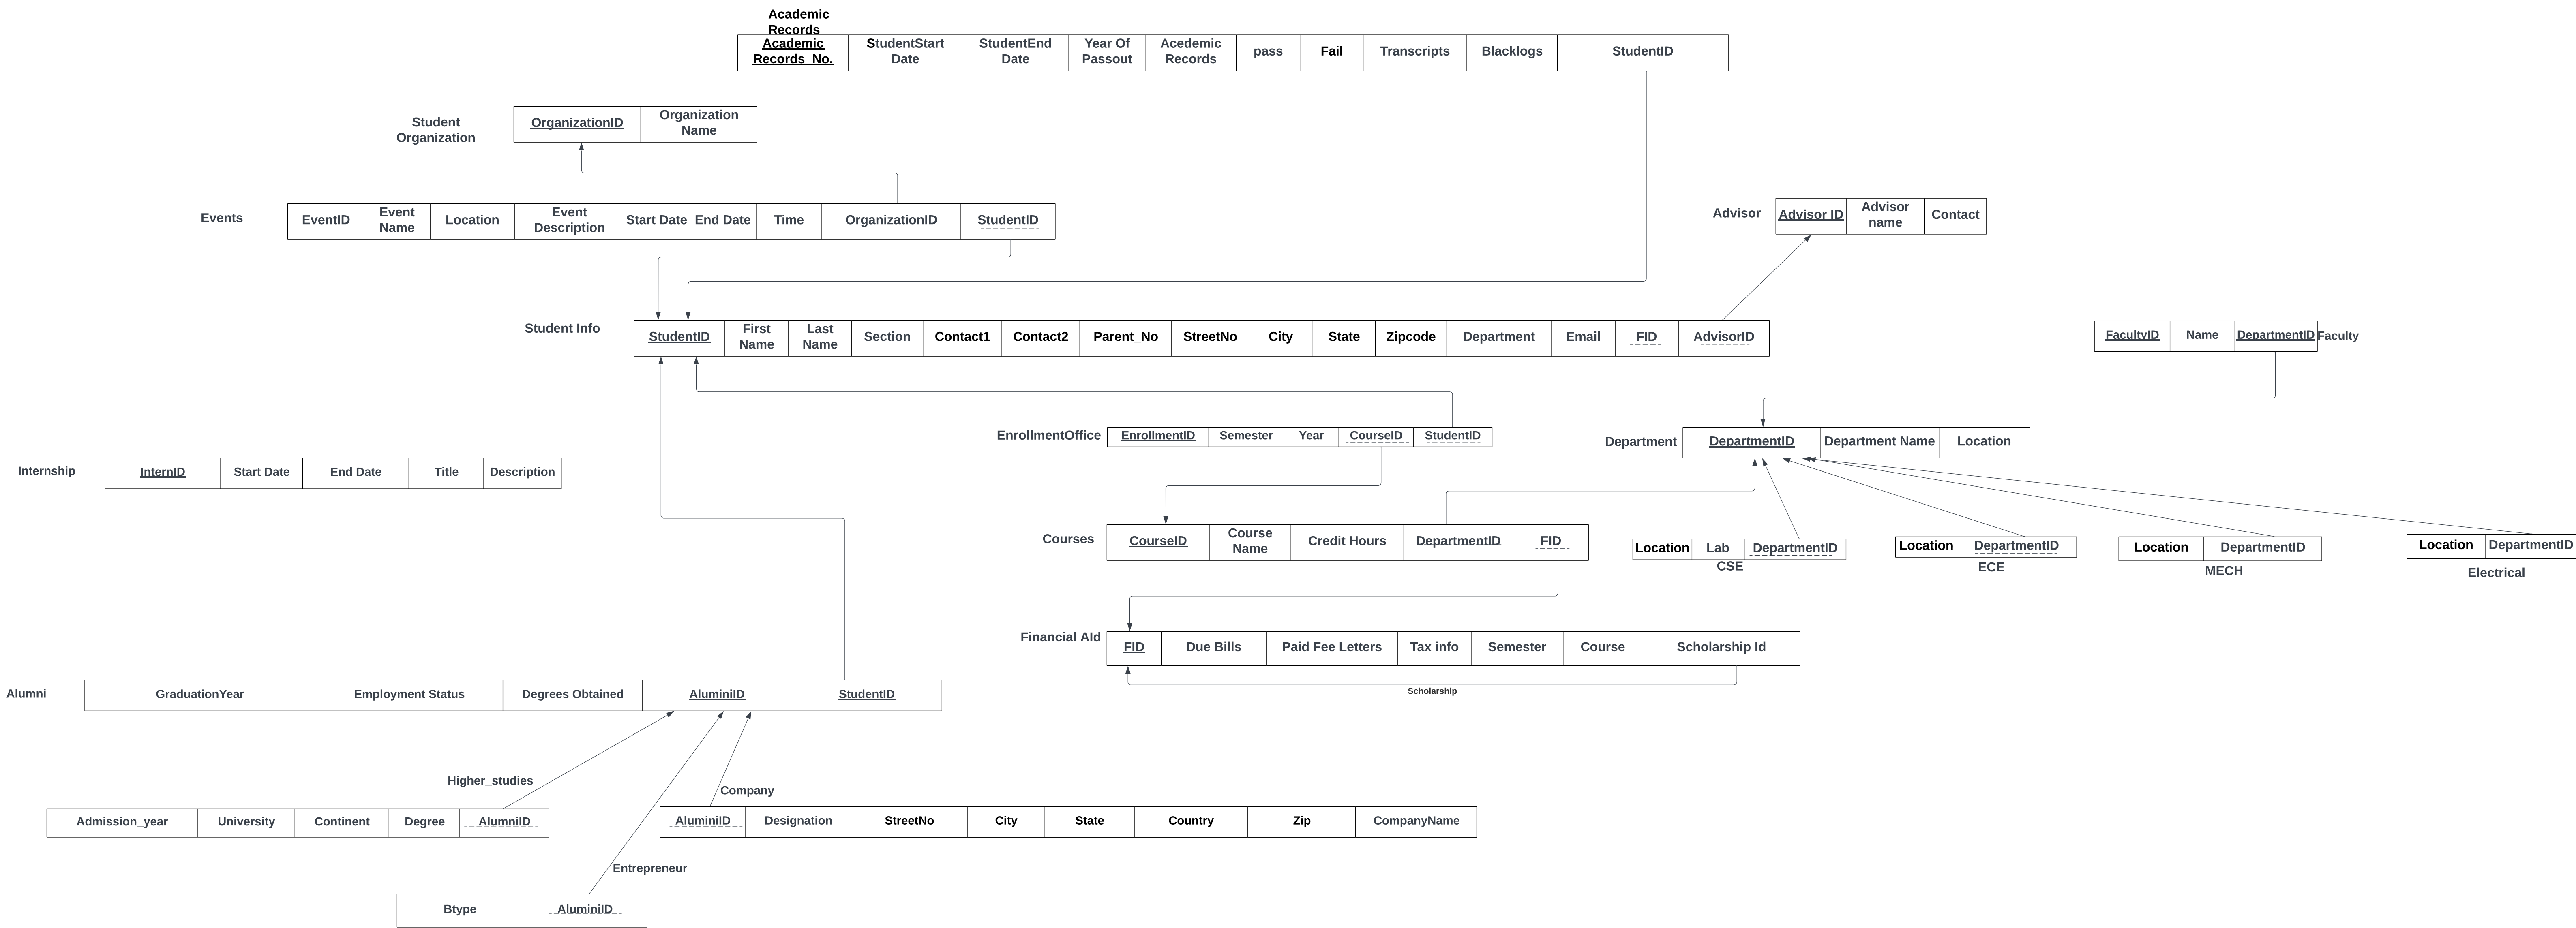 Academic
Records
Academic
Records_No.
StudentStart
Date
StudentEnd
Date
Year Of
Passout
Acedemic
Records
pass
Fail
Transcripts
Blacklogs
StudentID
Student
Organization
OrganizationID
Organization
Name
Events
EventID
Event
Name
Location
Event
Description
Start Date
End Date
Time
OrganizationID
StudentID
Advisor
Advisor ID
Advisor
name
Contact
Student Info
StudentID
First
Name
Last
Name
Section
Contact1
Contact2
Parent_No
StreetNo
City
State
Zipcode
Department
Email
FID
AdvisorID
FacultyID
Name
DepartmentID
Faculty
EnrollmentOffice
EnrollmentID
Semester
Year
CourseID
StudentID
Department
DepartmentID
Department Name
Location
Internship
InternID
Start Date
End Date
Title
Description
Courses
CourseID
Course
Name
Credit Hours
DepartmentID
FID
Location
Lab
DepartmentID
CSE
Location
DepartmentID
ECE
Location
DepartmentID
MECH
Location
DepartmentID
Electrical
Financial AId
FID
Due Bills
Paid Fee Letters
Tax info
Semester
Course
Scholarship Id
Scholarship
Alumni
GraduationYear
Employment Status
Degrees Obtained
AluminiID
StudentID
Higher_studies
Admission_year
University
Continent
Degree
AlumniID
Company
AluminiID
Designation
StreetNo
City
State
Country
Zip
CompanyName
Entrepreneur
Btype
AluminiID